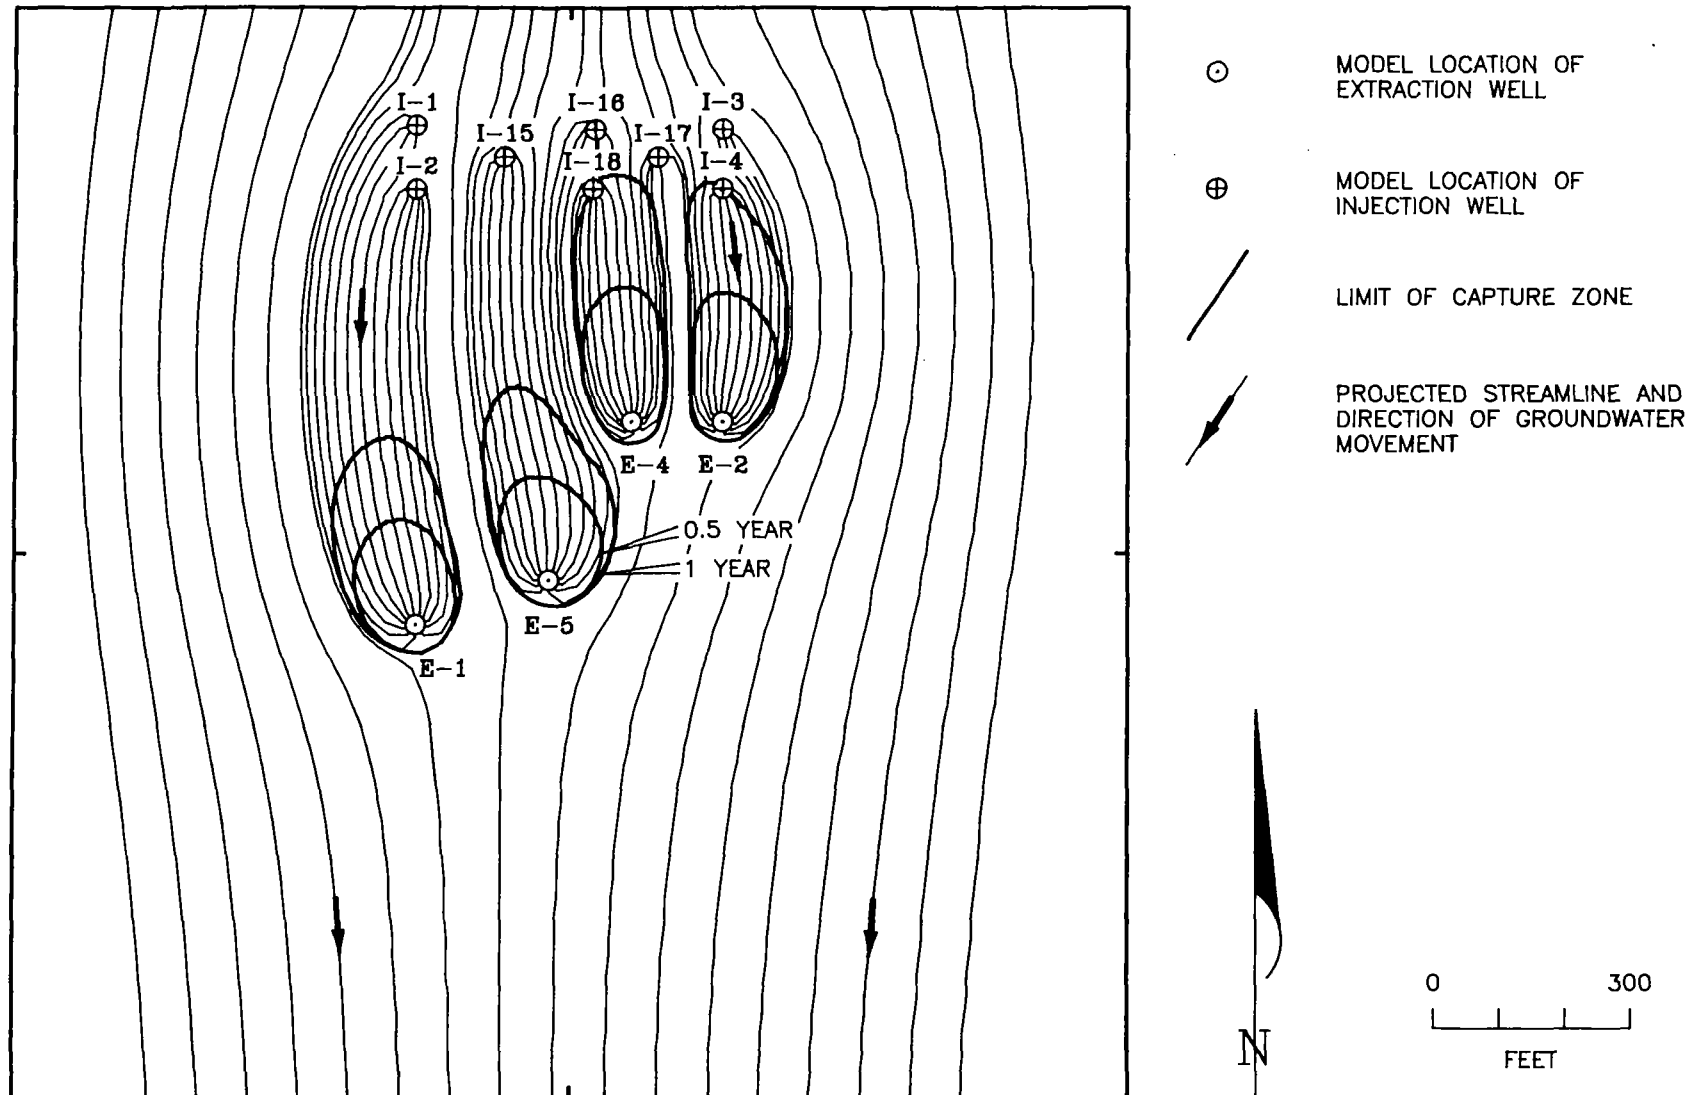 I-1
I-16
I-3
I-15
I-17
I-2
I-18
I-4
E-4
E-2
0.5 YEAR
1 YEAR
E-5
E-1
MODEL LOCATION OF
EXTRACTION WELL
MODEL LOCATION OF
INJECTION WELL
LIMIT OF CAPTURE ZONE
PROJECTED STREAMLINE AND
DIRECTION OF GROUNDWATER
MOVEMENT
N
0 300
FEET